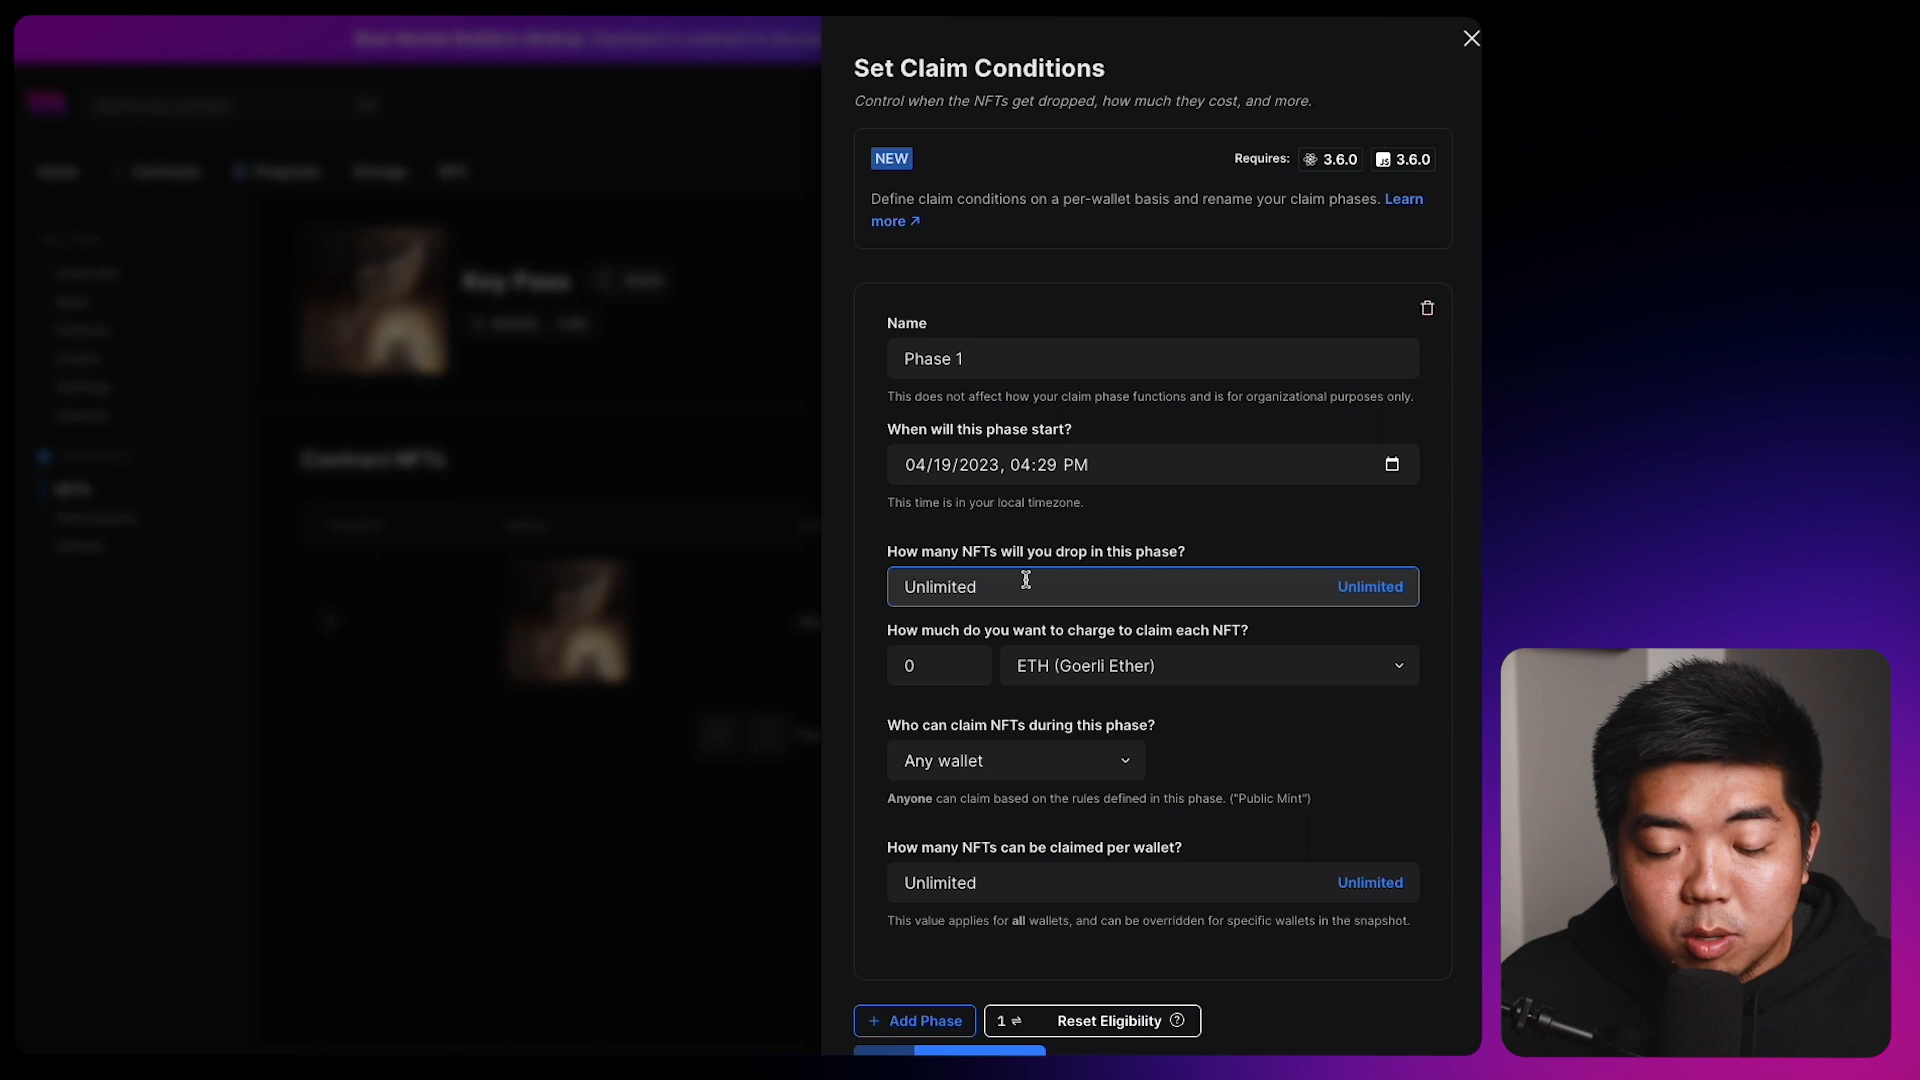 Set Claim Conditions
Control when the NFTs get dropped, how much they cost, and more.
NEW
Requires: 3.6.0 JS 3.6.0
Define claim conditions on a per-wallet basis and rename your claim phases. Learn
more ↗
Name
Phase 1
This does not affect how your claim phase functions and is for organizational purposes only.
When will this phase start?
04/19/2023, 04:29 PM
This time is in your local timezone.
How many NFTs will you drop in this phase?
Unlimited Unlimited
How much do you want to charge to claim each NFT?
0 ETH (Goerli Ether)
Who can claim NFTs during this phase?
Any wallet
Anyone can claim based on the rules defined in this phase. ("Public Mint")
How many NFTs can be claimed per wallet?
Unlimited Unlimited
This value applies for all wallets, and can be overridden for specific wallets in the snapshot.
+ Add Phase 1 ⇌ Reset Eligibility ?
Key Pass
Contract NFTs